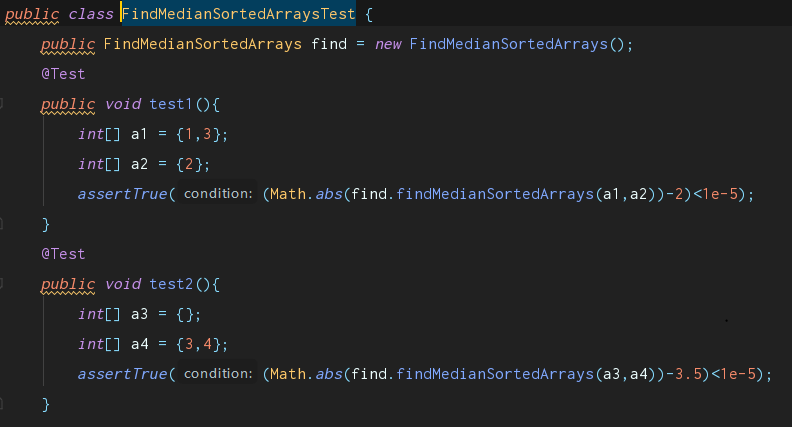 public class FindMedianSortedArraysTest {
public FindMedianSortedArrays find = new FindMedianSortedArrays();
@Test
public void test1(){
int[] a1 = {1,3};
int[] a2 = {2};
assertTrue( condition: (Math.abs(find.findMedianSortedArrays(a1,a2))-2)<1e-5);
}
@Test
public void test2(){
int[] a3 = {};
int[] a4 = {3,4};
assertTrue( condition: (Math.abs(find.findMedianSortedArrays(a3,a4))-3.5)<1e-5);
}